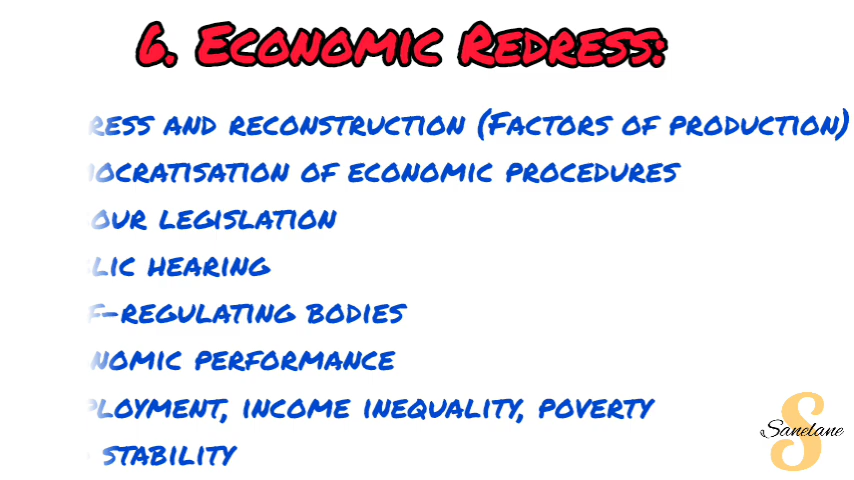 6. ECONOMIC REDRESS:
AND RECONSTRUCTION (FACTORS OF PRODUCTION)
OF ECONOMIC PROCEDURES
LEGISLATION
HEARING
-REGULATING BODIES
PERFORMANCE
INCOME INEQUALITY, POVERTY
STABILITY
S
Sanelane